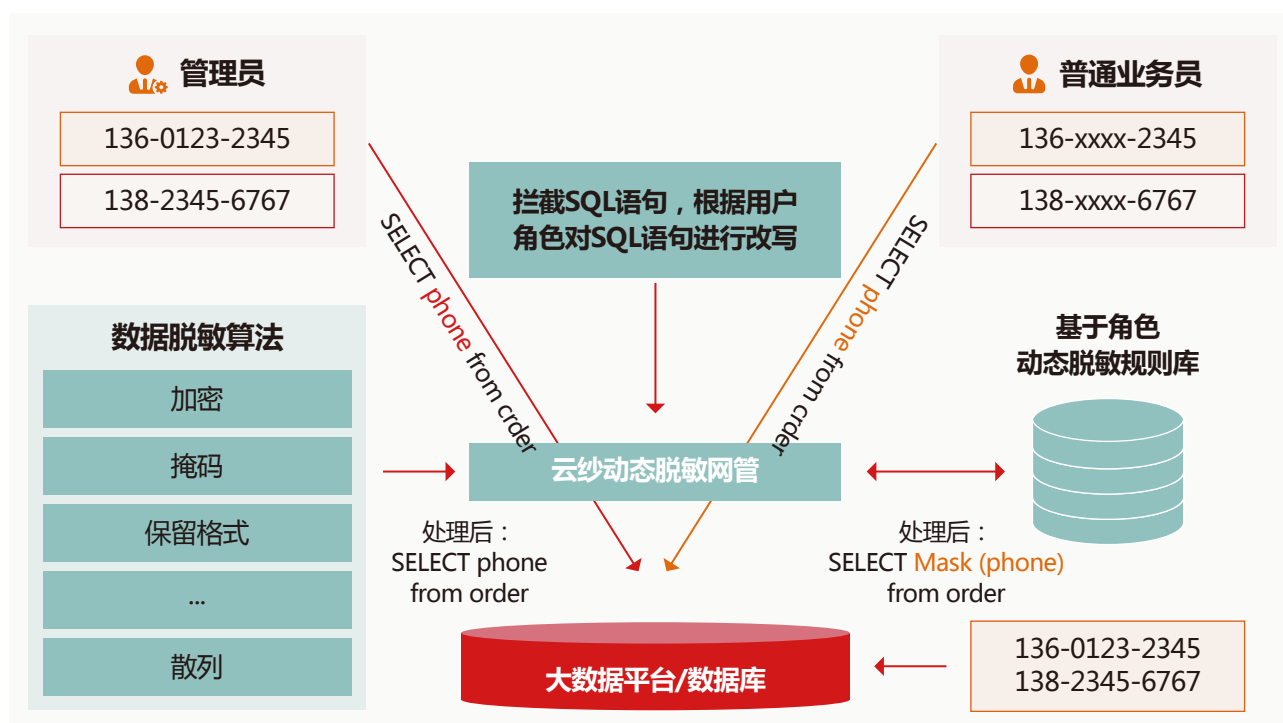 管理员
136-0123-2345
138-2345-6767
普通业务员
136-xxxx-2345
138-xxxx-6767
拦截SQL语句，根据用户
角色对SQL语句进行改写
SELECT phone from crder
SELECT phone from crder
数据脱敏算法
加密
掩码
保留格式
...
散列
云纱动态脱敏网管
基于角色
动态脱敏规则库
处理后：
SELECT phone
from order
处理后：
SELECT Mask (phone)
from order
大数据平台/数据库
136-0123-2345
138-2345-6767